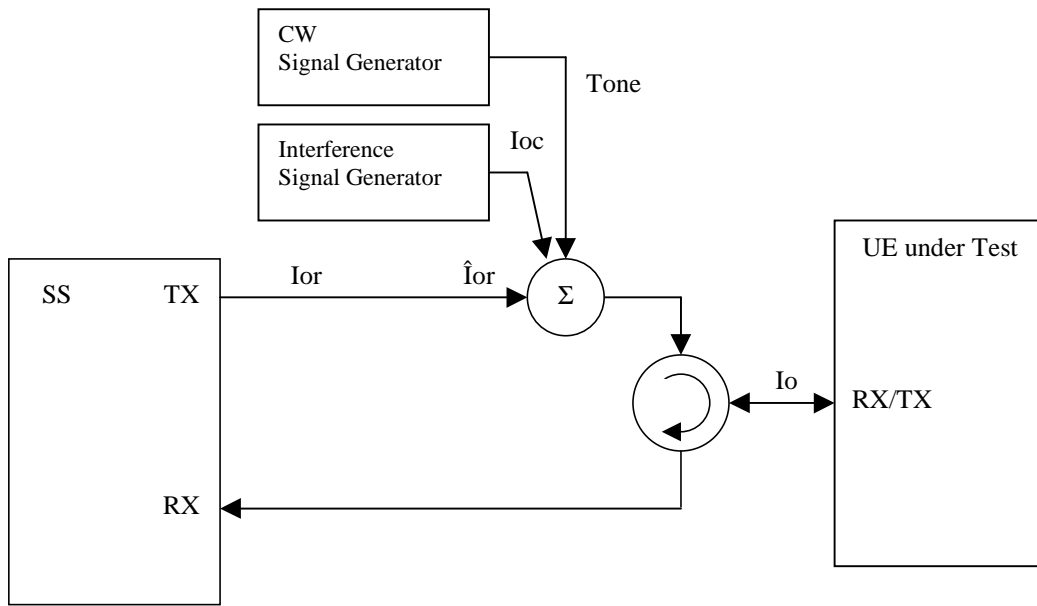 CW
Signal Generator
Tone
Interference
Signal Generator
Ioc
UE under Test
SS
TX
Ior
Îor
Σ
Io
RX/TX
RX